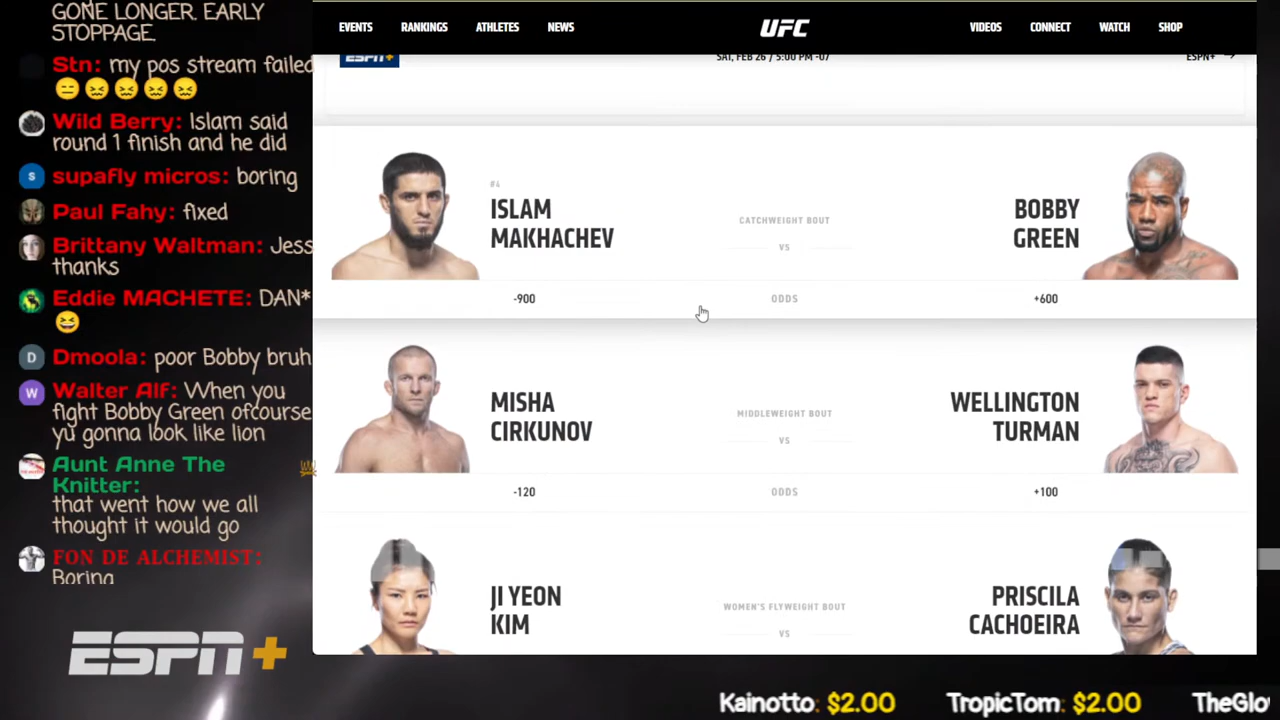 GONE LONGER. EARLY
STOPPAGE.
Stn: my pos stream failed
Wild Berry: Islam said
round 1 finish and he did
supafly micros: boring
Paul Fahy: fixed
Brittany Waltman: Jess
thanks
Eddie MACHETE: DAN*
Dmoola: poor Bobby bruh
Walter Alf: When you
fight Bobby Green ofcourse
yu gonna look like lion
Aunt Anne The
Knitter:
that went how we all
thought it would go
FON DE ALCHEMIST:
Boring
ESPN+
EVENTS RANKINGS ATHLETES NEWS UFC VIDEOS CONNECT WATCH SHOP
ESPN+ SAT, FEB 26 / 5:00 PM -07 ESPN+
#4
ISLAM
MAKHACHEV
CATCHWEIGHT BOUT
VS
BOBBY
GREEN
-900 ODDS +600
MISHA
CIRKUNOV
MIDDLEWEIGHT BOUT
VS
WELLINGTON
TURMAN
-120 ODDS +100
JI YEON
KIM
WOMEN'S FLYWEIGHT BOUT
VS
PRISCILA
CACHOEIRA
Kainotto: $2.00 TropicTom: $2.00 TheGlo